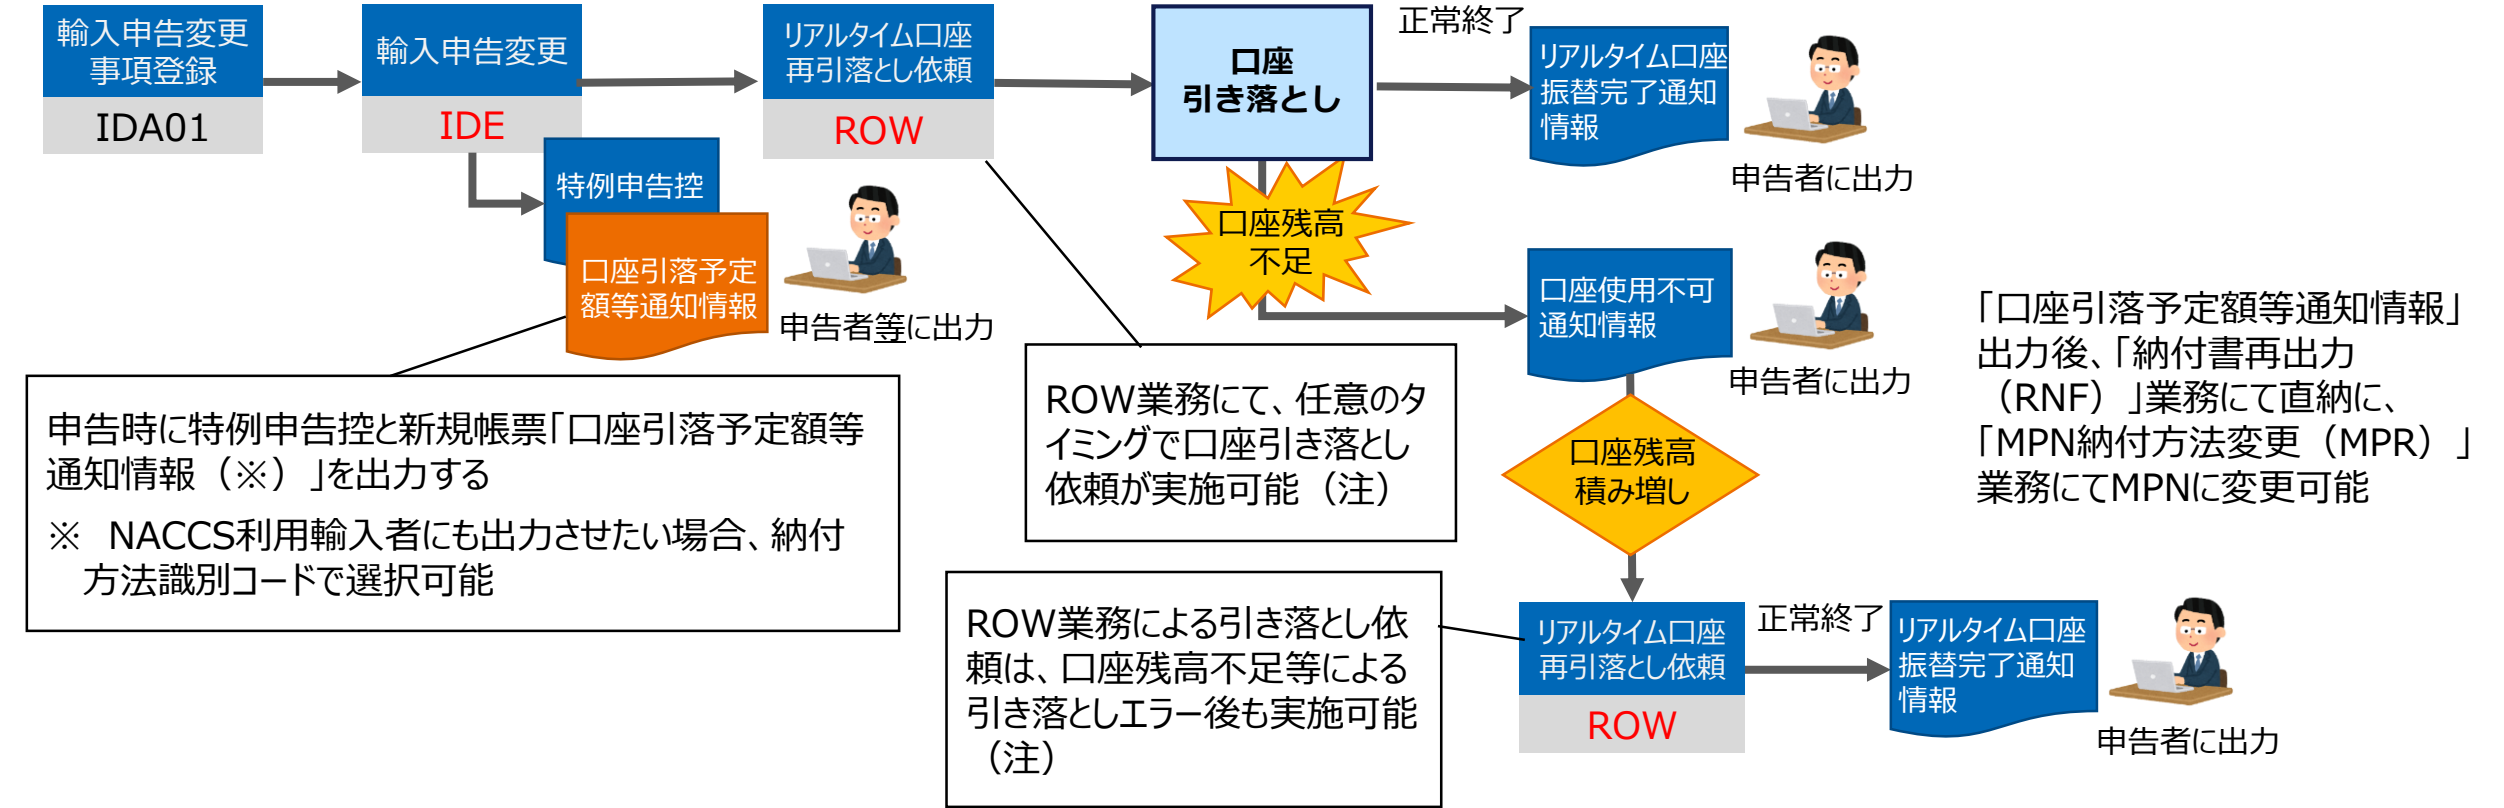 輸入申告変更
事項登録
IDA01
輸入申告変更
IDE
リアルタイム口座
再引落とし依頼
ROW
口座
引き落とし
正常終了
リアルタイム口座
振替完了通知
情報
申告者に出力
特例申告控
口座引落予定
額等通知情報
申告者等に出力
口座残高
不足
口座使用不可
通知情報
申告者に出力
「口座引落予定額等通知情報」
出力後、「納付書再出力
（RNF）」業務にて直納に、
「MPN納付方法変更（MPR）」
業務にてMPNに変更可能
申告時に特例申告控と新規帳票「口座引落予定額等
通知情報（※）」を出力する
※　NACCS利用輸入者にも出力させたい場合、納付
方法識別コードで選択可能
ROW業務にて、任意のタ
イミングで口座引き落とし
依頼が実施可能（注）
口座残高
積み増し
ROW業務による引き落とし依
頼は、口座残高不足等による
引き落としエラー後も実施可能
（注）
リアルタイム口座
再引落とし依頼
ROW
正常終了
リアルタイム口座
振替完了通知
情報
申告者に出力